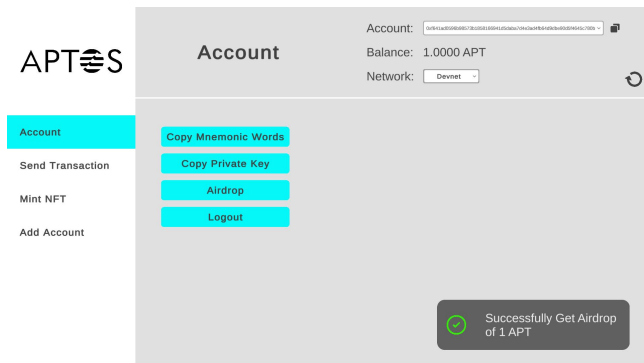 APTOS
Account
Account:
Balance: 1.0000 APT
Network: Devnet
Account
Send Transaction
Mint NFT
Add Account
Copy Mnemonic Words
Copy Private Key
Airdrop
Logout
Successfully Get Airdrop
of 1 APT